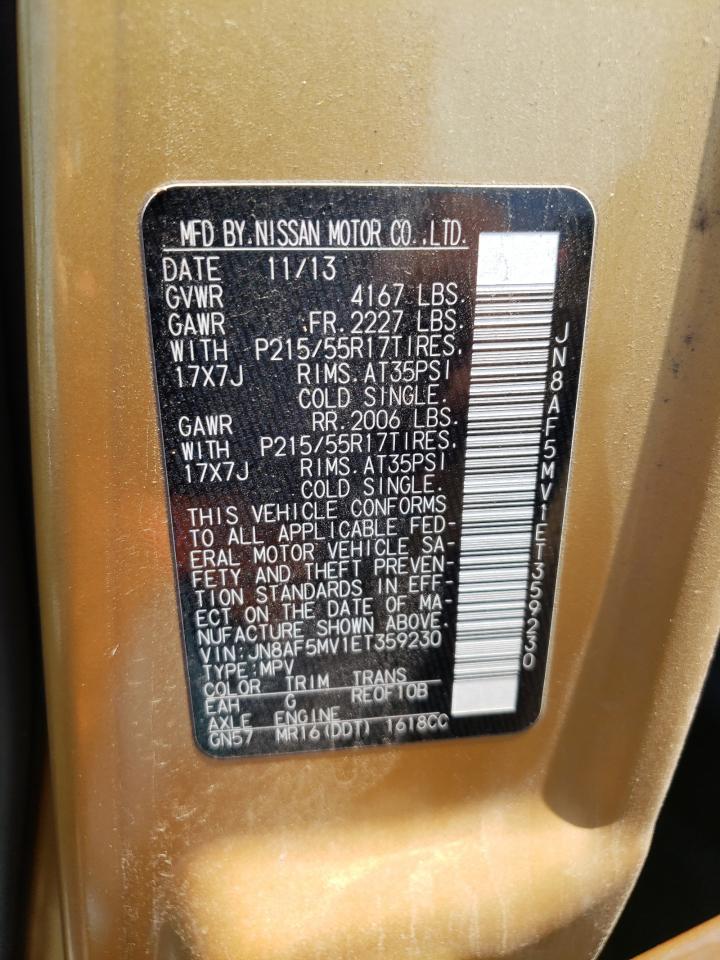 MFD BY.NISSAN MOTOR CO.,LTD.
DATE 11/13
GVWR 4167 LBS.
GAWR FR.2227 LBS.
WITH P215/55R17TIRES.
17X7J RIMS.AT35PSI
COLD SINGLE.
GAWR RR.2006 LBS.
WITH P215/55R17TIRES.
17X7J RIMS.AT35PSI
COLD SINGLE.
THIS VEHICLE CONFORMS
TO ALL APPLICABLE FED-
ERAL MOTOR VEHICLE SA-
FETY AND THEFT PREVEN-
TION STANDARDS IN EFF-
ECT ON THE DATE OF MA-
NUFACTURE SHOWN ABOVE.
VIN:JN8AF5MV1ET359230
TYPE:MPV
COLOR TRIM TRANS
EAH G RE0F10B
AXLE ENGINE
GN57 MR16(DDT) 1618CC
JN8AF5MV1ET359230